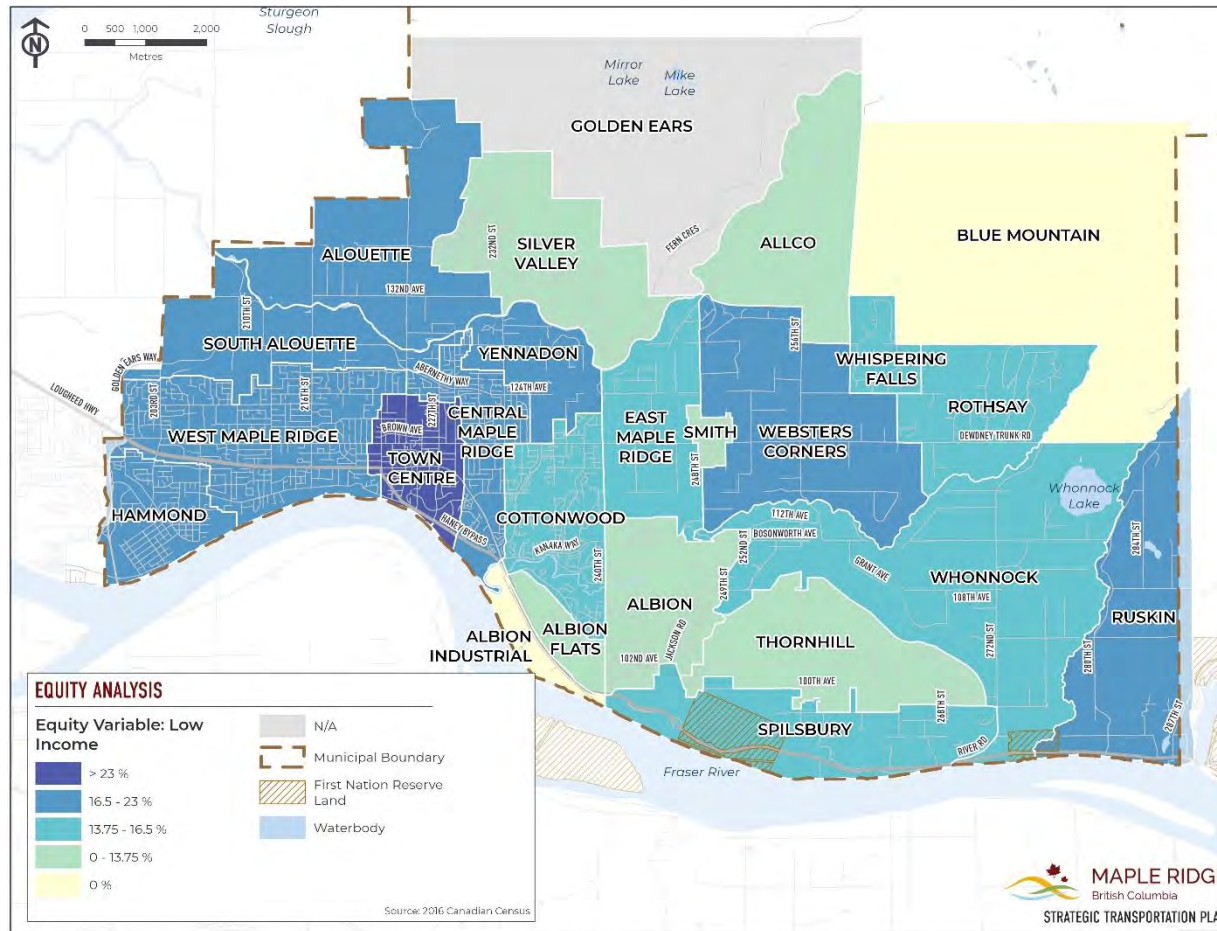 Sturgeon
Slough
N
0 500 1,000 2,000
Metres
Mirror
Lake
Mike
Lake
GOLDEN EARS
FERN CRES
ALLCO
BLUE MOUNTAIN
SILVER
VALLEY
232ND ST
ALOUETTE
132ND AVE
210TH ST
SOUTH ALOUETTE
YENNADON
256TH ST
WHISPERING
FALLS
GOLDEN EARS WAY
ABERNETHY WAY
124TH AVE
LOUGHEED HWY
203RD ST
216TH ST
227TH ST
CENTRAL
MAPLE
RIDGE
EAST
MAPLE
RIDGE
SMITH
240TH ST
WEBSTERS
CORNERS
ROTHSAY
DEWDNEY TRUNK RD
WEST MAPLE RIDGE
BROWN AVE
TOWN
CENTRE
Whonnock
Lake
HAMMOND
HANEY BYPASS
COTTONWOOD
KANAKA WAY
240TH ST
112TH AVE
BOSONWORTH AVE
252ND ST
249TH ST
GRANT AVE
WHONNOCK
108TH AVE
284TH ST
RUSKIN
ALBION
INDUSTRIAL
ALBION
FLATS
ALBION
102ND AVE
JACKSON RD
THORNHILL
100TH AVE
272ND ST
280TH ST
268TH ST
287TH ST
SPILSBURY
RIVER RD
Fraser River
EQUITY ANALYSIS
Equity Variable: Low
Income
> 23 %
16.5 - 23 %
13.75 - 16.5 %
0 - 13.75 %
0 %
N/A
Municipal Boundary
First Nation Reserve
Land
Waterbody
Source: 2016 Canadian Census
MAPLE RIDG
British Columbia
STRATEGIC TRANSPORTATION PLA